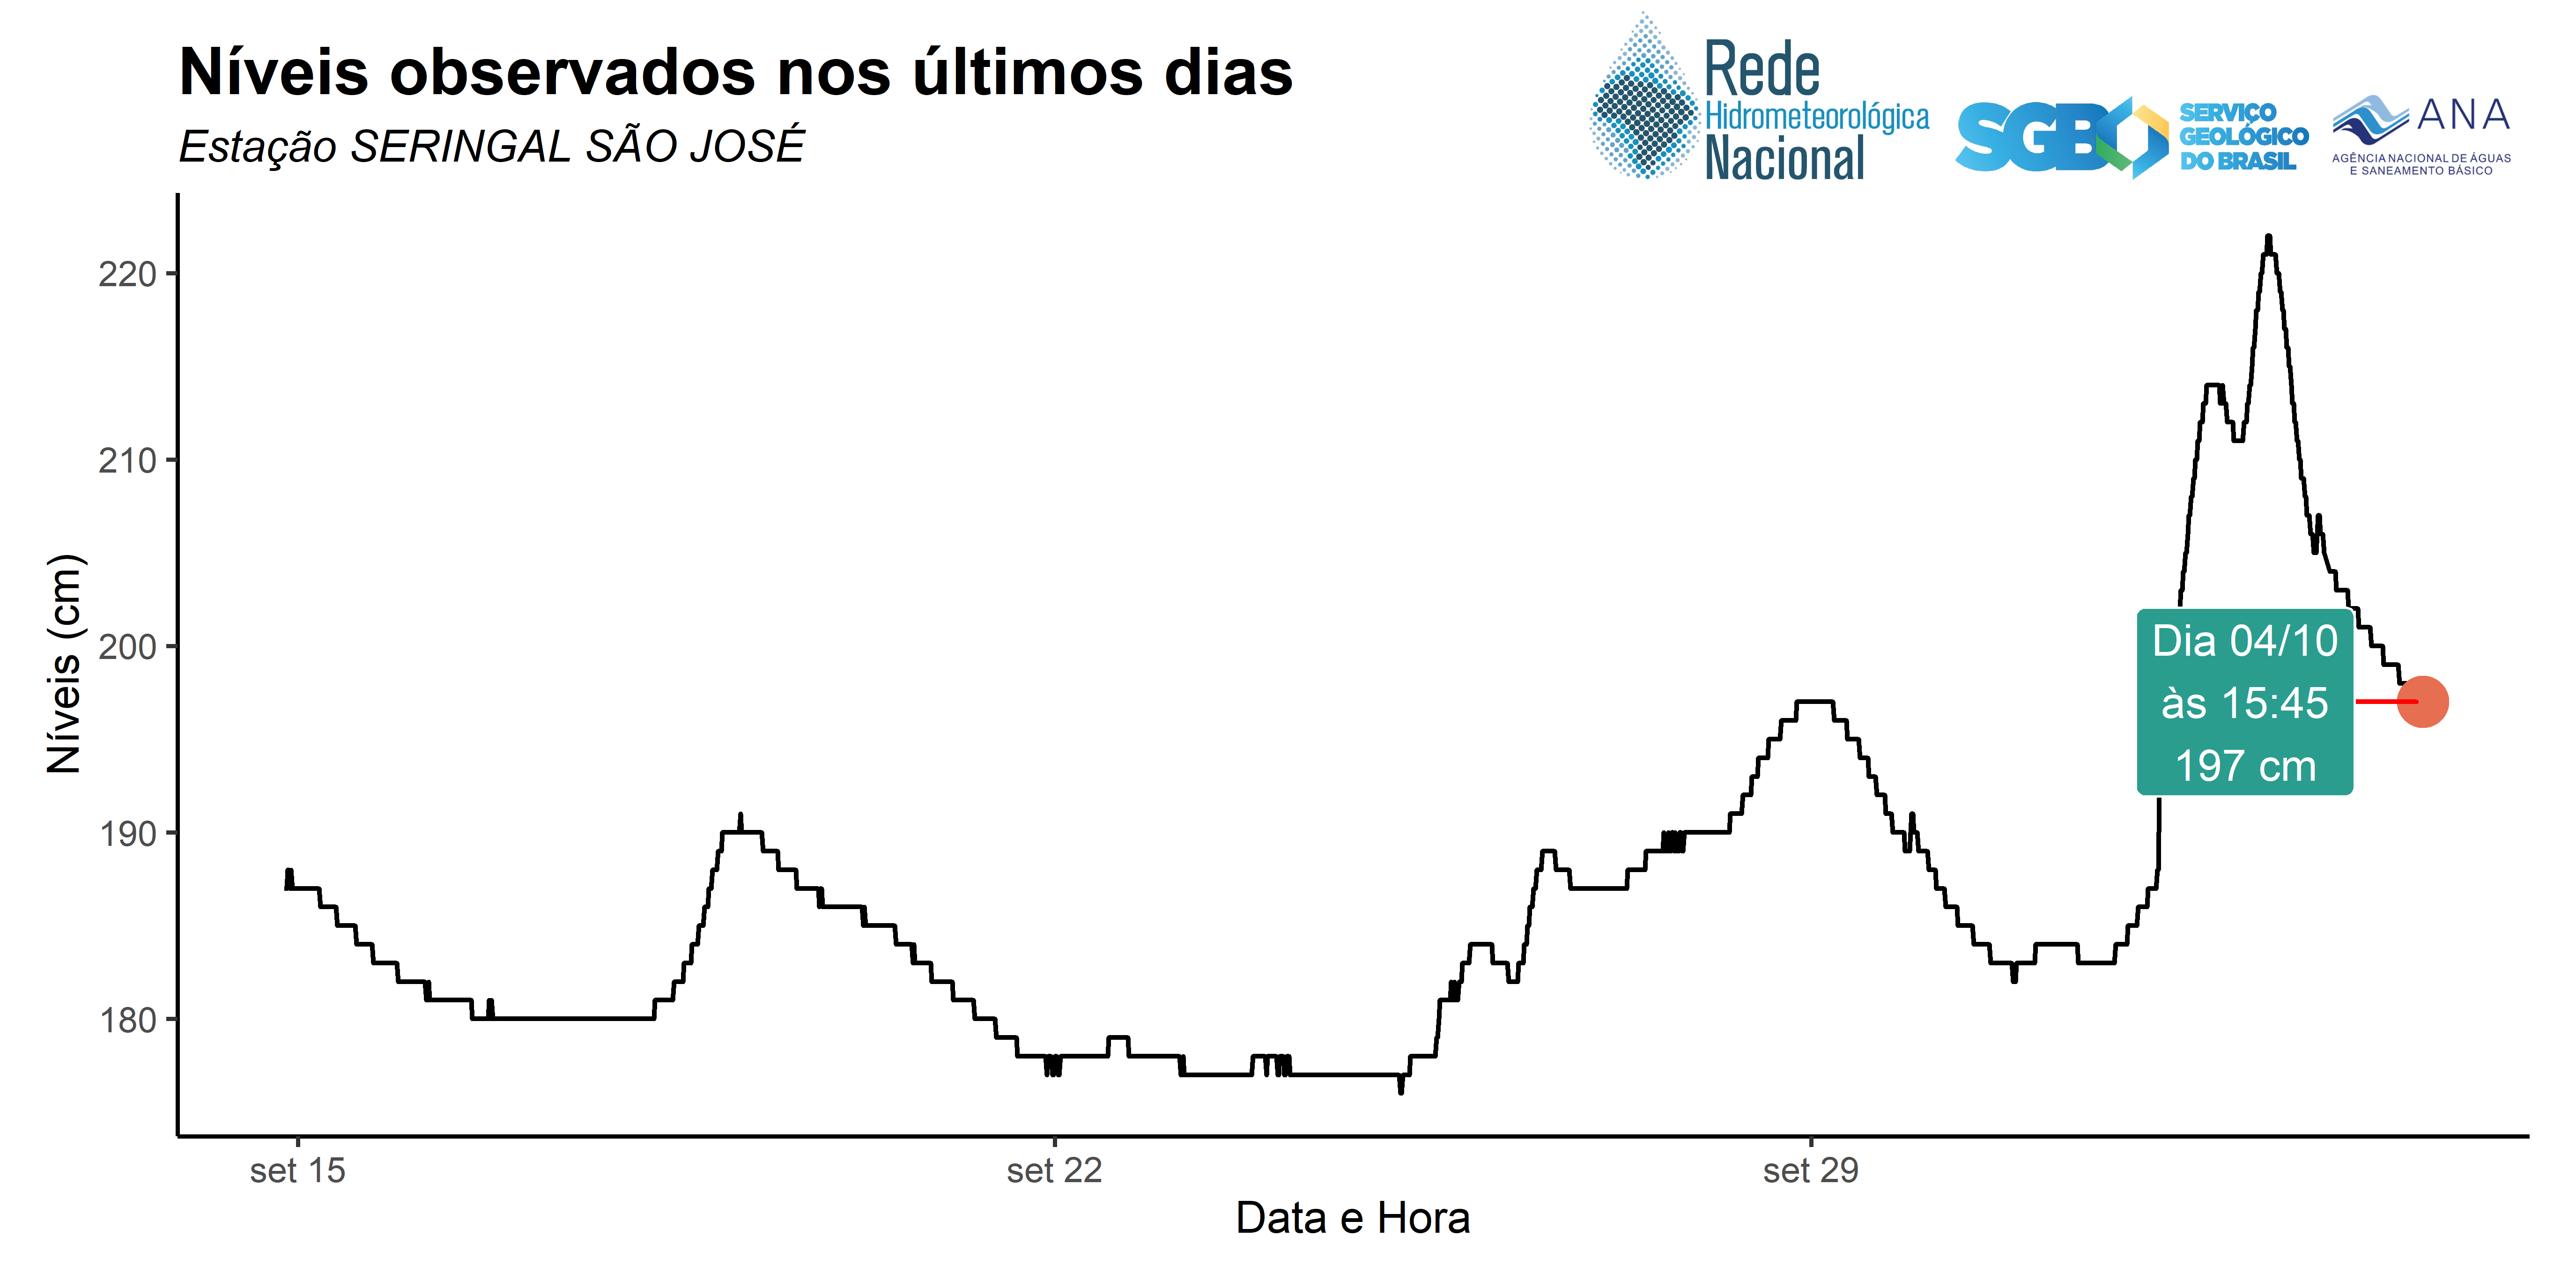 Níveis observados nos últimos dias
Estação SERINGAL SÃO JOSÉ
Rede
Hidrometeorológica
Nacional
SGB
SERVIÇO
GEOLÓGICO
DO BRASIL
ANA
AGÊNCIA NACIONAL DE ÁGUAS
E SANEAMENTO BÁSICO
Níveis (cm)
220
210
200
190
180
Dia 04/10
às 15:45
197 cm
set 15
set 22
set 29
Data e Hora